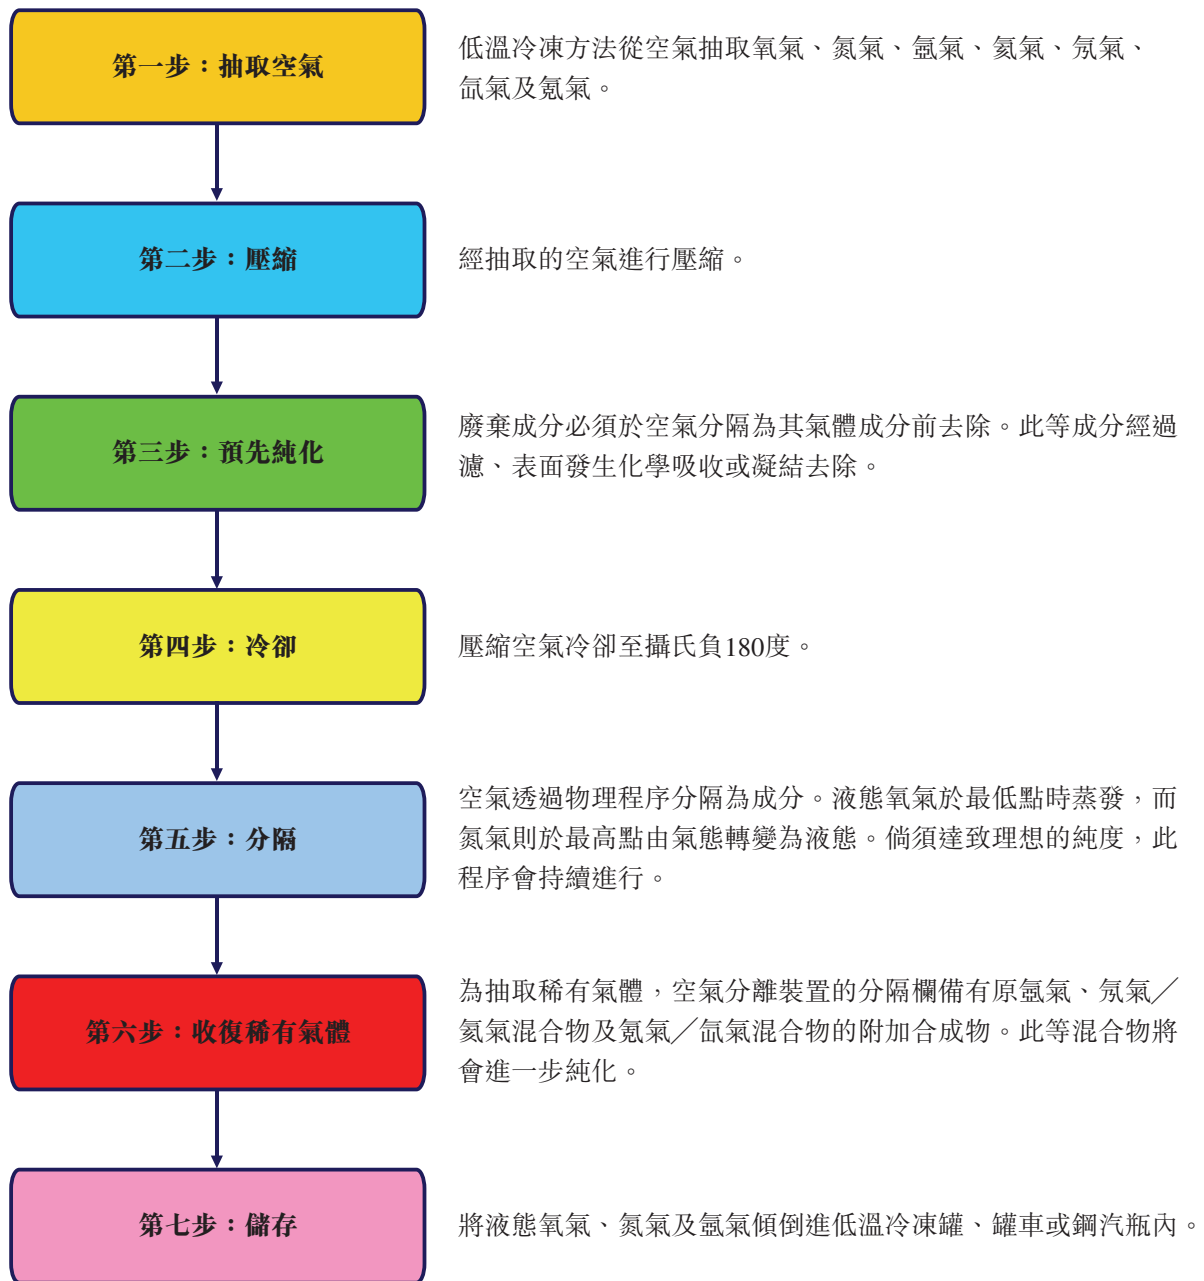 第一步：抽取空氣
低溫冷凍方法從空氣抽取氧氣、氮氣、氬氣、氦氣、氖氣、
氙氣及氪氣。
第二步：壓縮
經抽取的空氣進行壓縮。
第三步：預先純化
廢棄成分必須於空氣分隔為其氣體成分前去除。此等成分經過
濾、表面發生化學吸收或凝結去除。
第四步：冷卻
壓縮空氣冷卻至攝氏負180度。
第五步：分隔
空氣透過物理程序分隔為成分。液態氧氣於最低點時蒸發，而
氮氣則於最高點由氣態轉變為液態。倘須達致理想的純度，此
程序會持續進行。
第六步：收復稀有氣體
為抽取稀有氣體，空氣分離裝置的分隔欄備有原氬氣、氖氣╱
氦氣混合物及氪氣╱氙氣混合物的附加合成物。此等混合物將
會進一步純化。
第七步：儲存
將液態氧氣、氮氣及氬氣傾倒進低溫冷凍罐、罐車或鋼汽瓶內。